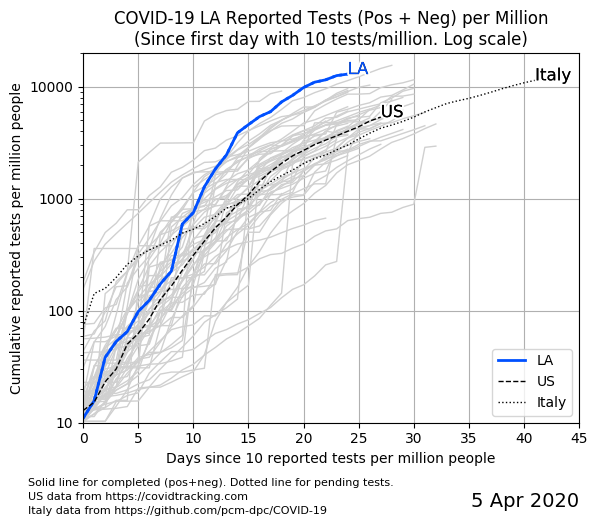 COVID-19 LA Reported Tests (Pos + Neg) per Million
(Since first day with 10 tests/million. Log scale)
Cumulative reported tests per million people
10000
1000
100
10
LA
Italy
US
LA
US
Italy
0 5 10 15 20 25 30 35 40 45
Days since 10 reported tests per million people
Solid line for completed (pos+neg). Dotted line for pending tests.
US data from https://covidtracking.com
Italy data from https://github.com/pcm-dpc/COVID-19
5 Apr 2020